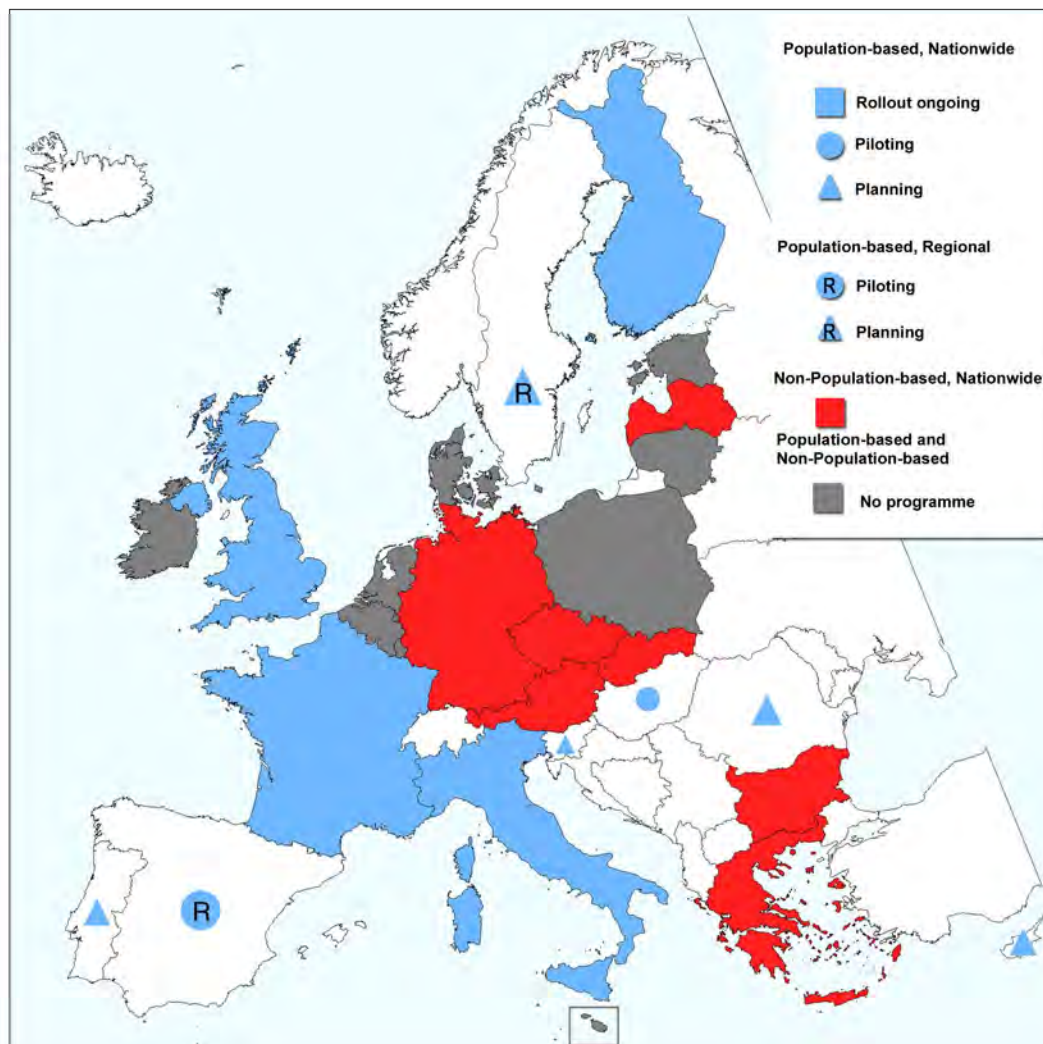 Population-based, Nationwide
Rollout ongoing
Piloting
Planning
Population-based, Regional
R Piloting
R Planning
Non-Population-based, Nationwide
Population-based and
Non-Population-based
No programme
R
R